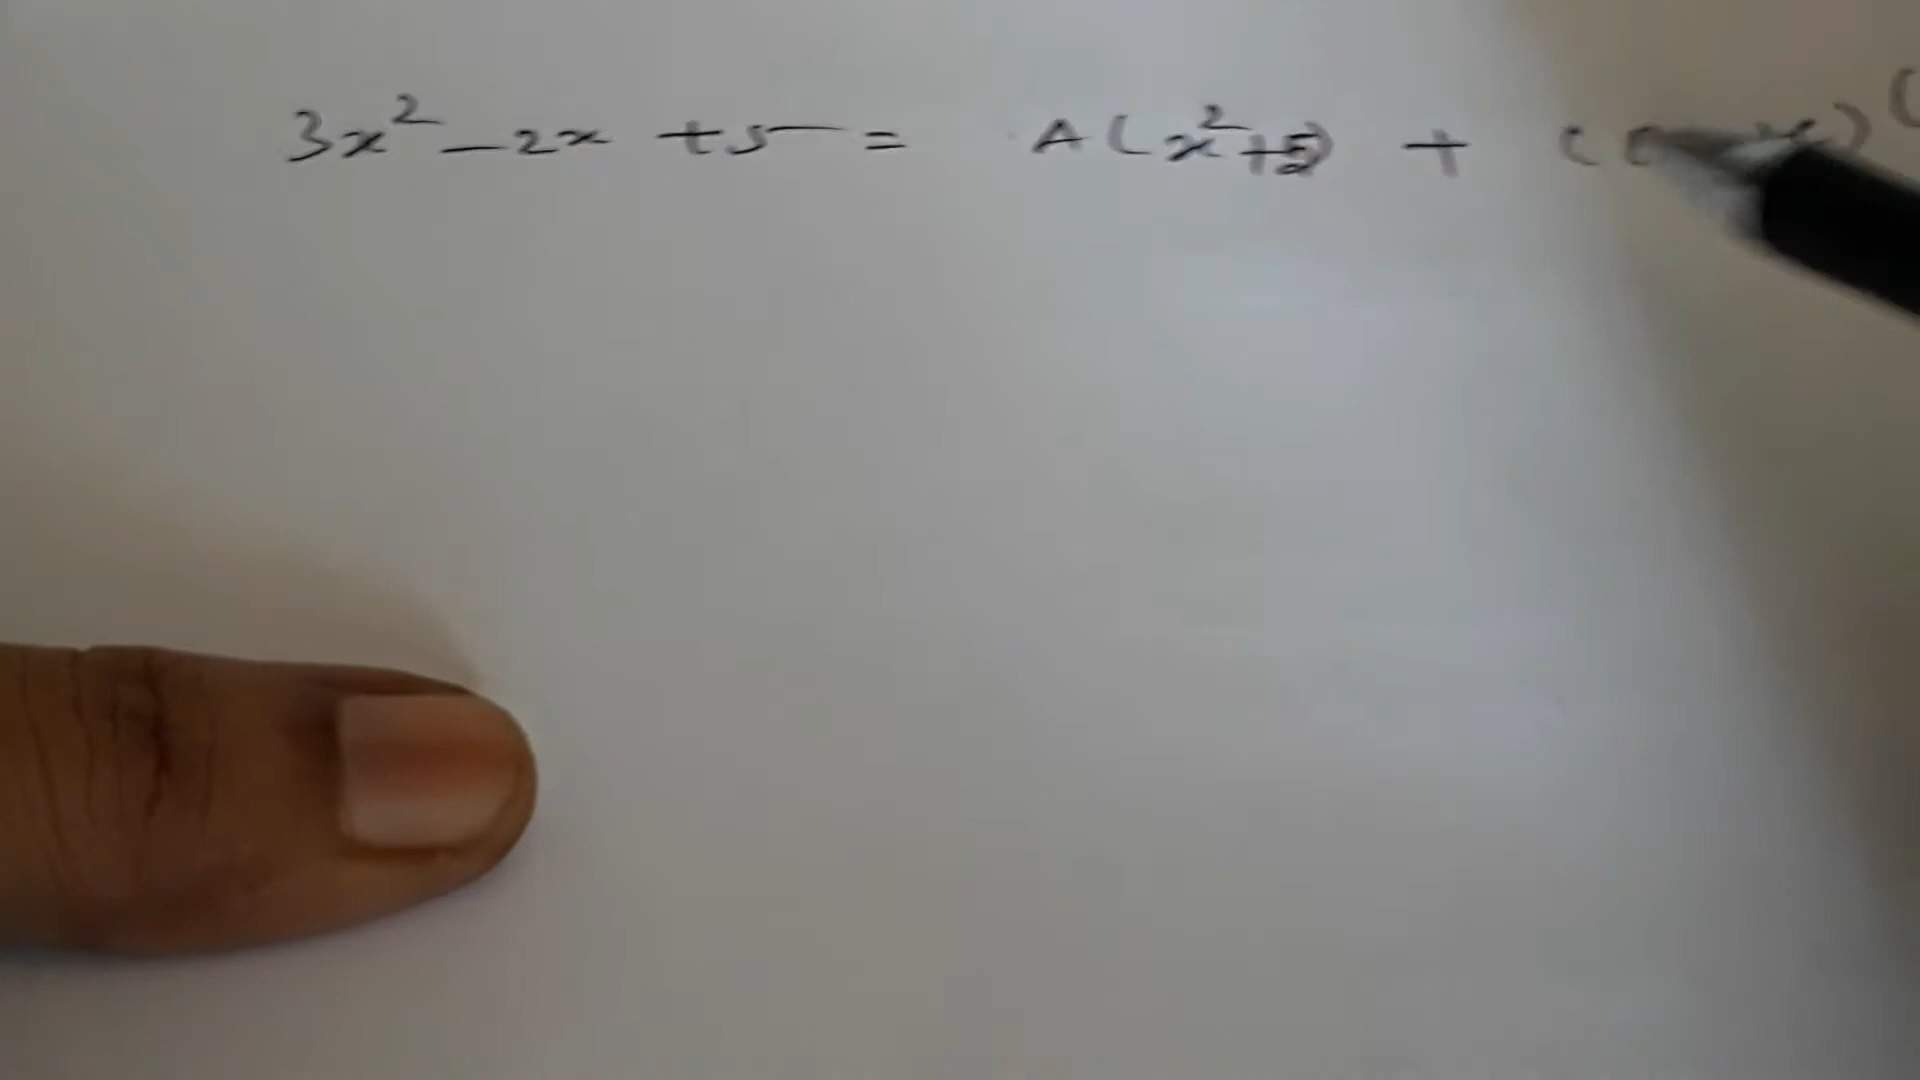 3x² - 2x + 5 = A(x² + 5) + (